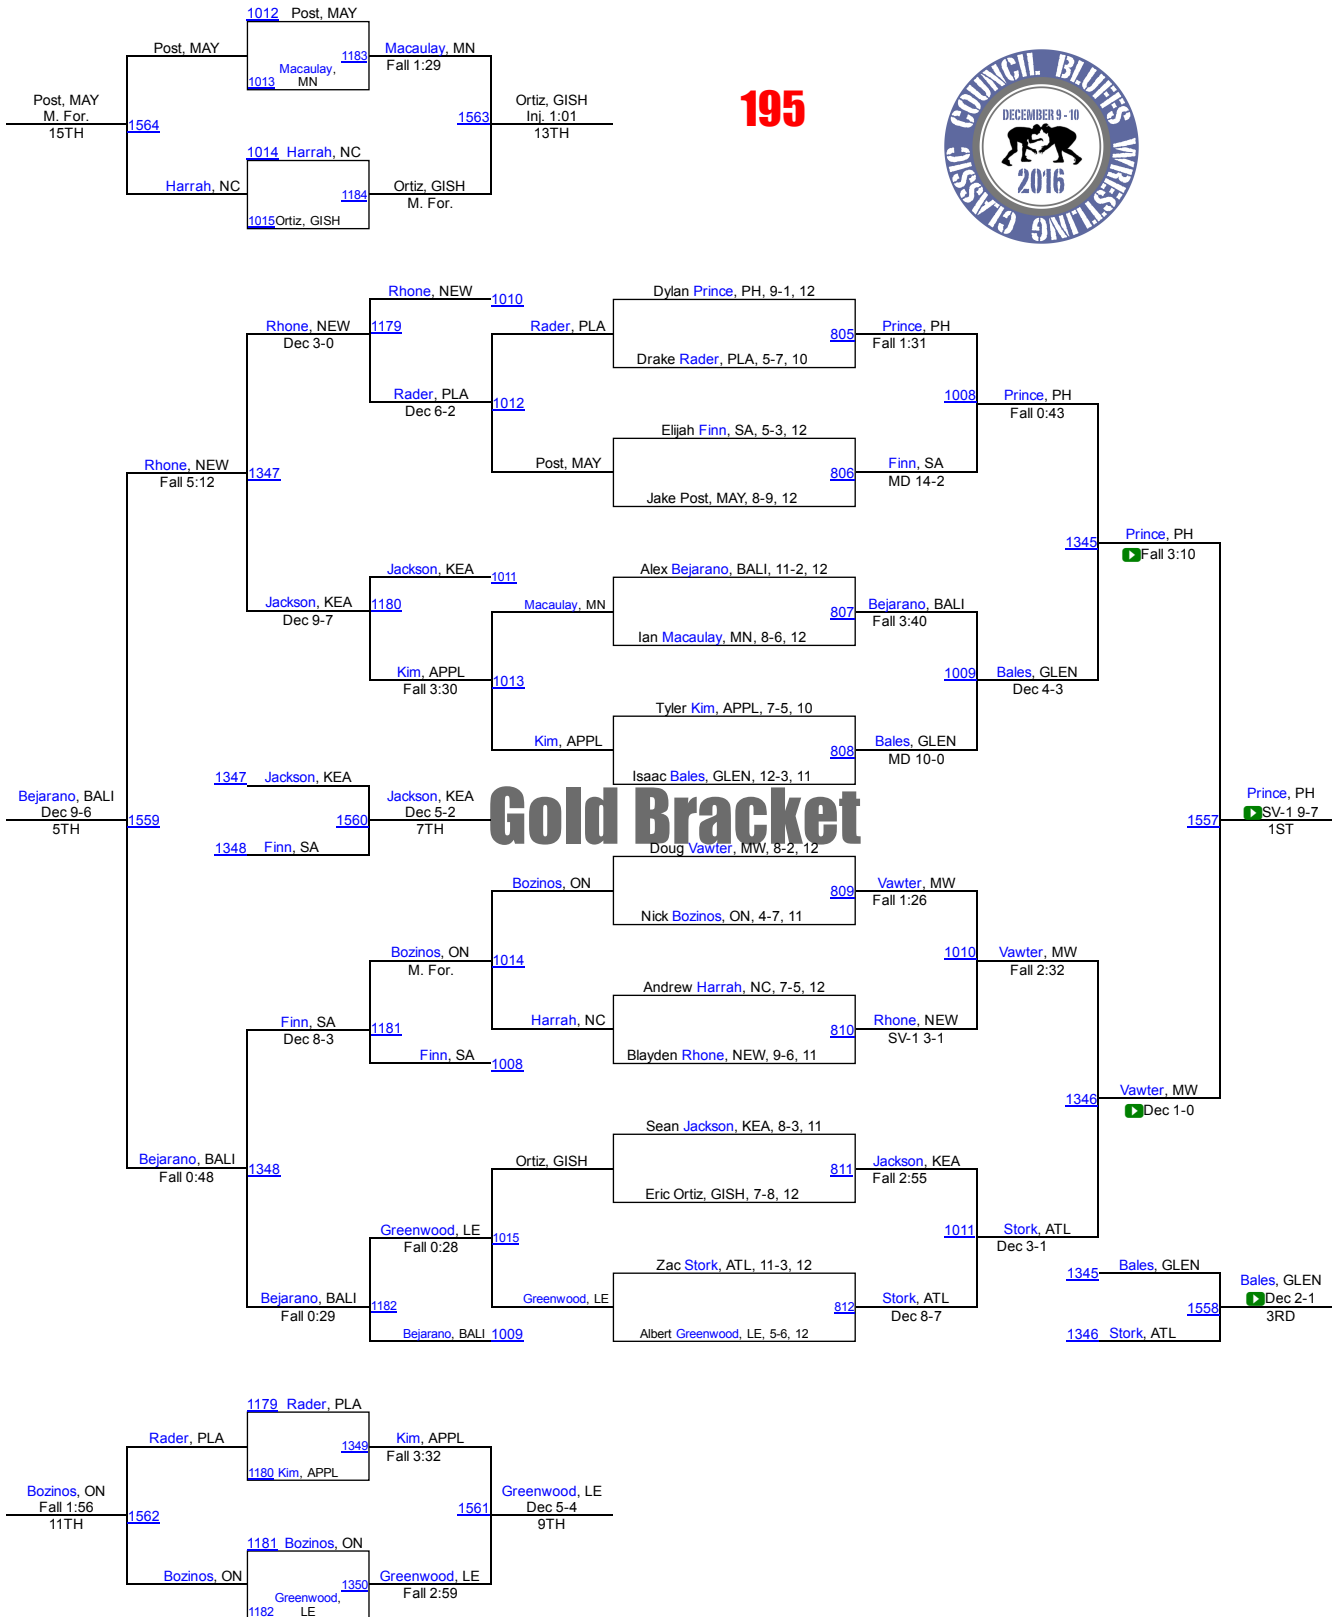 1012 Post, MAY
Post, MAY
1183
Macaulay, MN
Fall 1:29
Macaulay,
1013 MN
Post, MAY
M. For.
15TH
1564
1563
Ortiz, GISH
Inj. 1:01
13TH
1014 Harrah, NC
Harrah, NC
1184
Ortiz, GISH
M. For.
1015 Ortiz, GISH
195
COUNCIL BLUFFS WRESTLING CLASSIC
DECEMBER 9 - 10
2016
Rhone, NEW
1010
Dylan Prince, PH, 9-1, 12
Rhone, NEW
Dec 3-0
1179
Rader, PLA
805
Prince, PH
Fall 1:31
Drake Rader, PLA, 5-7, 10
Rader, PLA
Dec 6-2
1012
1008
Prince, PH
Fall 0:43
Elijah Finn, SA, 5-3, 12
Rhone, NEW
Fall 5:12
1347
Post, MAY
806
Finn, SA
MD 14-2
Jake Post, MAY, 8-9, 12
1345
Prince, PH
Fall 3:10
Jackson, KEA
1011
Alex Bejarano, BALI, 11-2, 12
Jackson, KEA
Dec 9-7
1180
Macaulay, MN
807
Bejarano, BALI
Fall 3:40
Ian Macaulay, MN, 8-6, 12
Kim, APPL
Fall 3:30
1013
1009
Bales, GLEN
Dec 4-3
Tyler Kim, APPL, 7-5, 10
Kim, APPL
808
Bales, GLEN
MD 10-0
Isaac Bales, GLEN, 12-3, 11
1347 Jackson, KEA
Bejarano, BALI
Dec 9-6
5TH
1559
1560
Jackson, KEA
Dec 5-2
7TH
Gold Bracket
1557
Prince, PH
SV-1 9-7
1ST
1348 Finn, SA
Doug Vawter, MW, 8-2, 12
Bozinos, ON
809
Vawter, MW
Fall 1:26
Nick Bozinos, ON, 4-7, 11
Bozinos, ON
M. For.
1014
1010
Vawter, MW
Fall 2:32
Andrew Harrah, NC, 7-5, 12
Finn, SA
Dec 8-3
1181
Harrah, NC
810
Rhone, NEW
SV-1 3-1
Finn, SA
1008
Blayden Rhone, NEW, 9-6, 11
1346
Vawter, MW
Dec 1-0
Sean Jackson, KEA, 8-3, 11
Bejarano, BALI
Fall 0:48
1348
Ortiz, GISH
811
Jackson, KEA
Fall 2:55
Eric Ortiz, GISH, 7-8, 12
Greenwood, LE
Fall 0:28
1015
1011
Stork, ATL
Dec 3-1
Zac Stork, ATL, 11-3, 12
Bejarano, BALI
Fall 0:29
1182
Greenwood, LE
812
Stork, ATL
Dec 8-7
Bejarano, BALI
1009
Albert Greenwood, LE, 5-6, 12
1345 Bales, GLEN
1558
Bales, GLEN
Dec 2-1
3RD
1346 Stork, ATL
1179 Rader, PLA
Rader, PLA
1349
Kim, APPL
Fall 3:32
1180 Kim, APPL
Bozinos, ON
Fall 1:56
11TH
1562
1561
Greenwood, LE
Dec 5-4
9TH
1181 Bozinos, ON
Bozinos, ON
1350
Greenwood, LE
Fall 2:59
Greenwood,
1182 LE